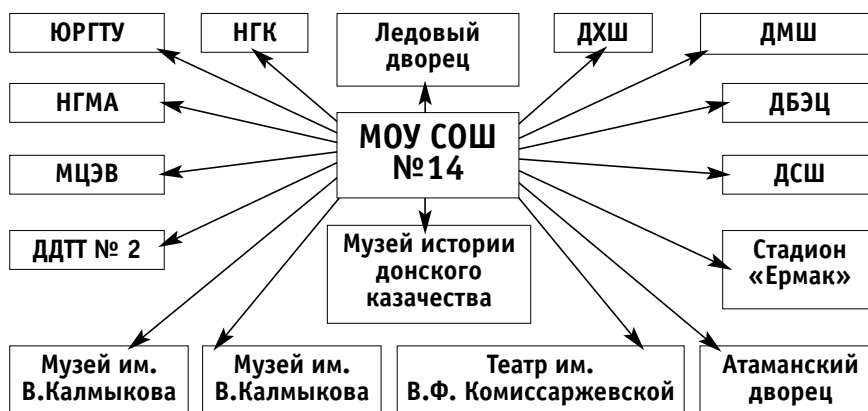 ЮРГТУ
НГК
Ледовый
дворец
ДХШ
ДМШ
НГМА
МОУ СОШ
№14
ДБЭЦ
МЦЭВ
ДСШ
ДДТТ № 2
Музей истории
донского
казачества
Стадион
«Ермак»
Музей им.
В.Калмыкова
Музей им.
В.Калмыкова
Театр им.
В.Ф. Комиссаржевской
Атаманский
дворец